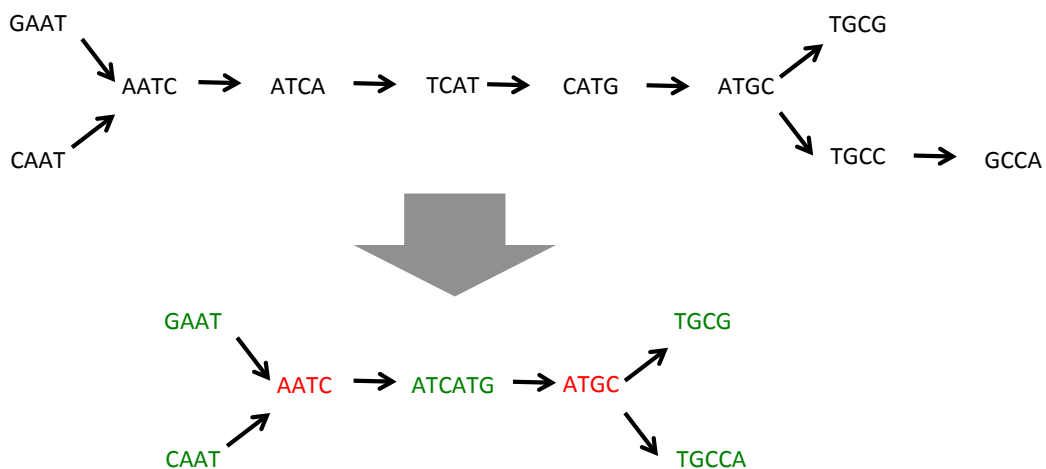 GAAT
TGCG
AATC
ATCA
TCAT
CATG
ATGC
CAAT
TGCC
GCCA
GAAT
TGCG
AATC
ATCATG
ATGC
CAAT
TGCCA